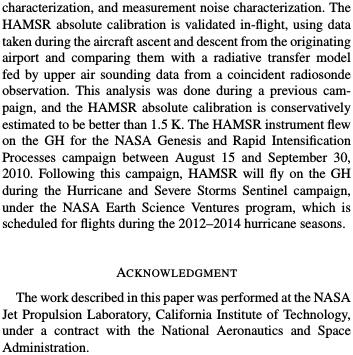 characterization, and measurement noise characterization. The
HAMSR absolute calibration is validated in-flight, using data
taken during the aircraft ascent and descent from the originating
airport and comparing them with a radiative transfer model
fed by upper air sounding data from a coincident radiosonde
observation. This analysis was done during a previous cam-
paign, and the HAMSR absolute calibration is conservatively
estimated to be better than 1.5 K. The HAMSR instrument flew
on the GH for the NASA Genesis and Rapid Intensification
Processes campaign between August 15 and September 30,
2010. Following this campaign, HAMSR will fly on the GH
during the Hurricane and Severe Storms Sentinel campaign,
under the NASA Earth Science Ventures program, which is
scheduled for flights during the 2012–2014 hurricane seasons.
ACKNOWLEDGMENT
The work described in this paper was performed at the NASA
Jet Propulsion Laboratory, California Institute of Technology,
under a contract with the National Aeronautics and Space
Administration.